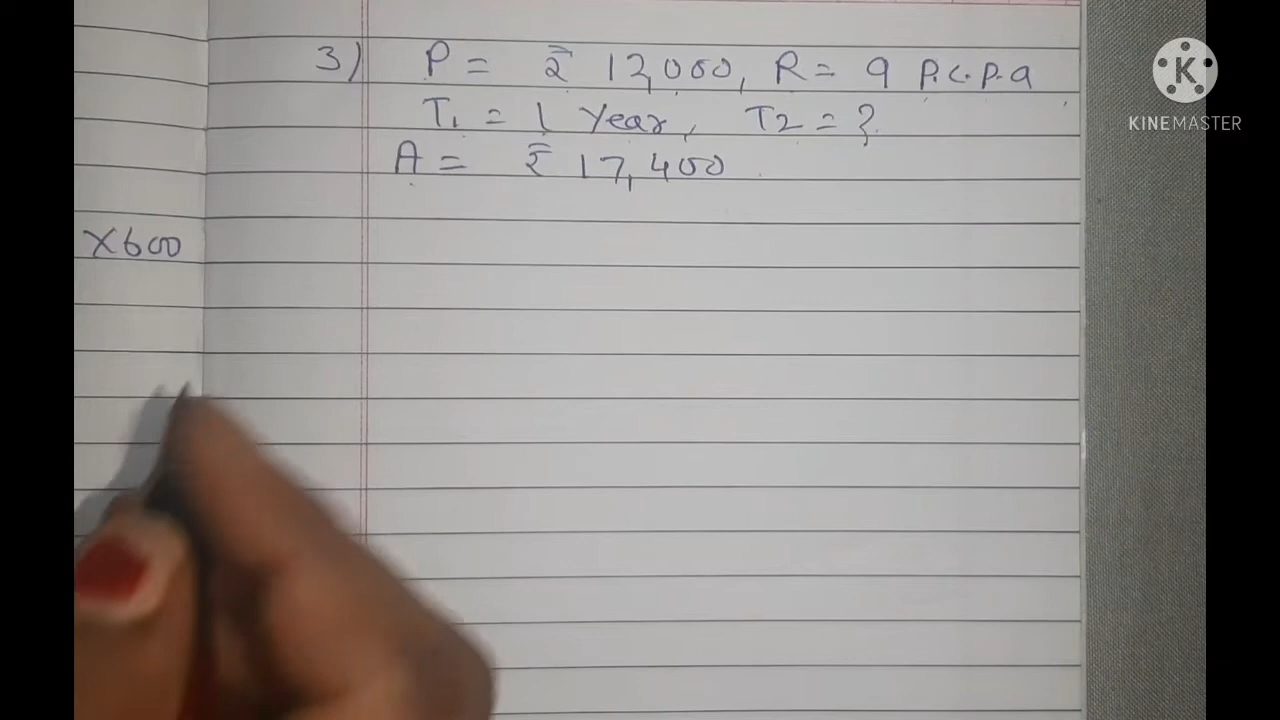 3) P = ₹ 12,000, R = 9 p.c.p.a
T1 = 1 Year, T2 = ?
A = ₹ 17,400
X600
K
KINEMASTER